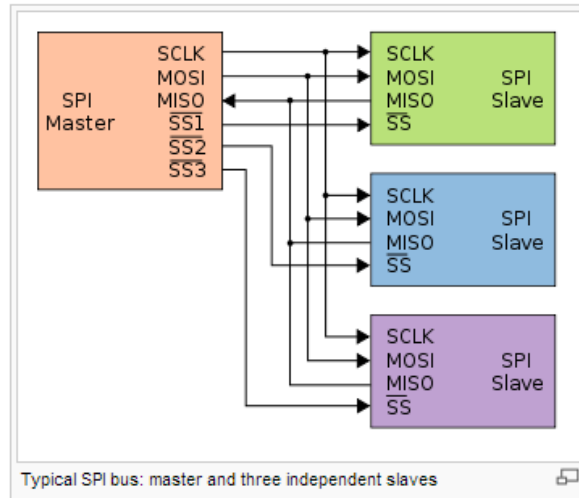 SCLK
MOSI
SPI MISO
Master SS1
SS2
SS3
SCLK
MOSI SPI
MISO Slave
SS
SCLK
MOSI SPI
MISO Slave
SS
SCLK
MOSI SPI
MISO Slave
SS
Typical SPI bus: master and three independent slaves